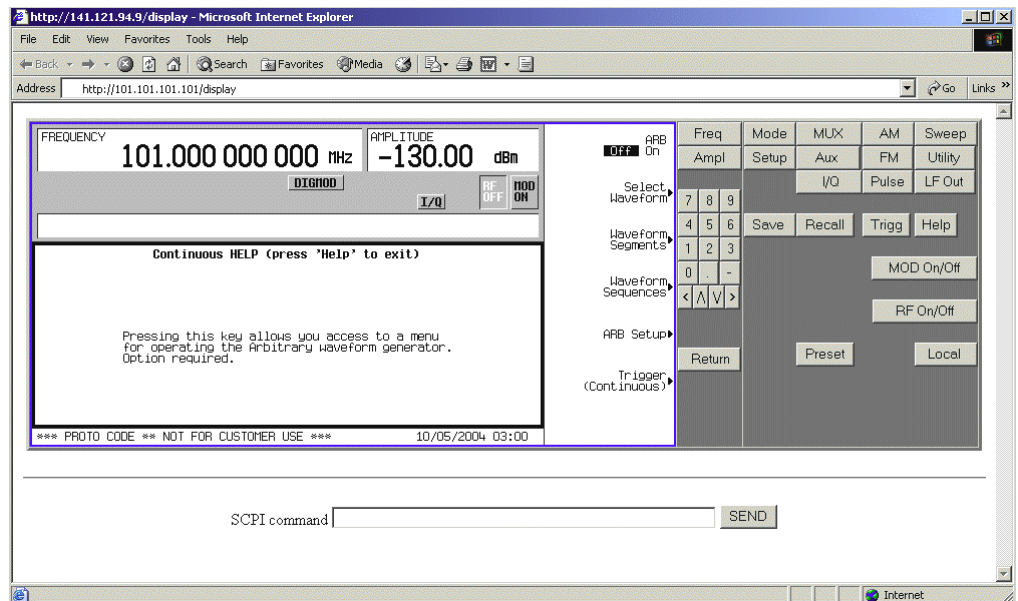 http://141.121.94.9/display - Microsoft Internet Explorer
File Edit View Favorites Tools Help
Back Search Favorites Media
Address http://101.101.101.101/display Go Links »
FREQUENCY
101.000 000 000 MHz
AMPLITUDE
-130.00 dBm
DIGMOD
I/Q
RF OFF
MOD ON
Continuous HELP (press 'Help' to exit)
Pressing this key allows you access to a menu
for operating the Arbitrary waveform generator.
Option required.
*** PROTO CODE ** NOT FOR CUSTOMER USE *** 10/05/2004 03:00
ARB
Off On
Select
Waveform
Waveform
Segments
Waveform
Sequences
ARB Setup
Trigger
(Continuous)
Freq Mode MUX AM Sweep
Ampl Setup Aux FM Utility
I/Q Pulse LF Out
7 8 9
4 5 6 Save Recall Trigg Help
1 2 3
0 . - MOD On/Off
< Λ V >
RF On/Off
Return Preset Local
SCPI command SEND
Internet